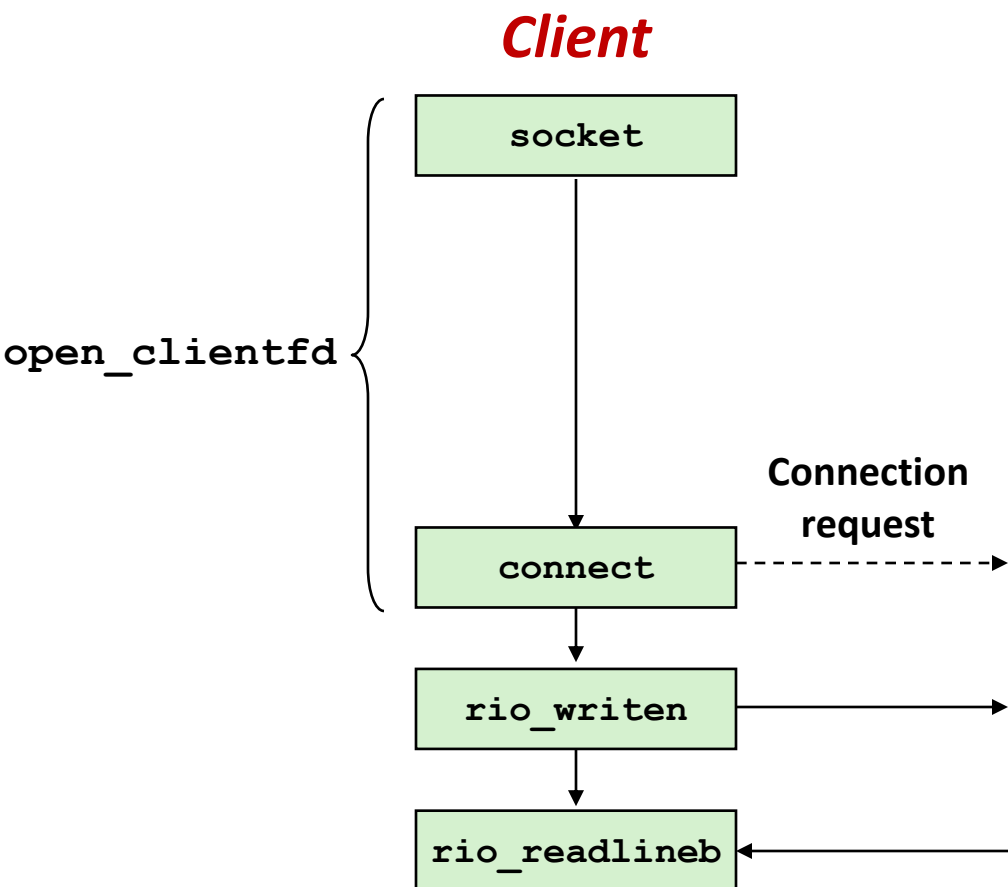 Client
socket
open_clientfd
Connection
request
connect
rio_writen
rio_readlineb